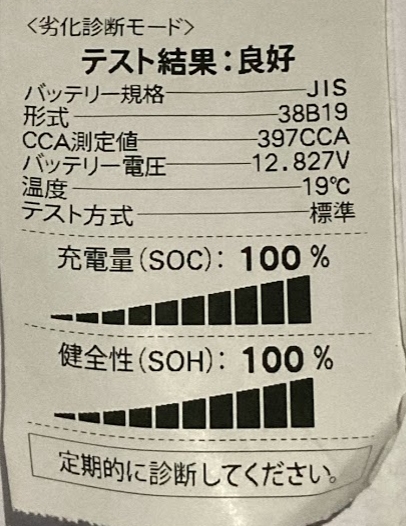 <劣化診断モード>
テスト結果：良好
バッテリー規格 JIS
形式 38B19
CCA測定値 397CCA
バッテリー電圧 12.827V
温度 19℃
テスト方式 標準
充電量(SOC)： 100 %
健全性(SOH)： 100 %
定期的に診断してください。